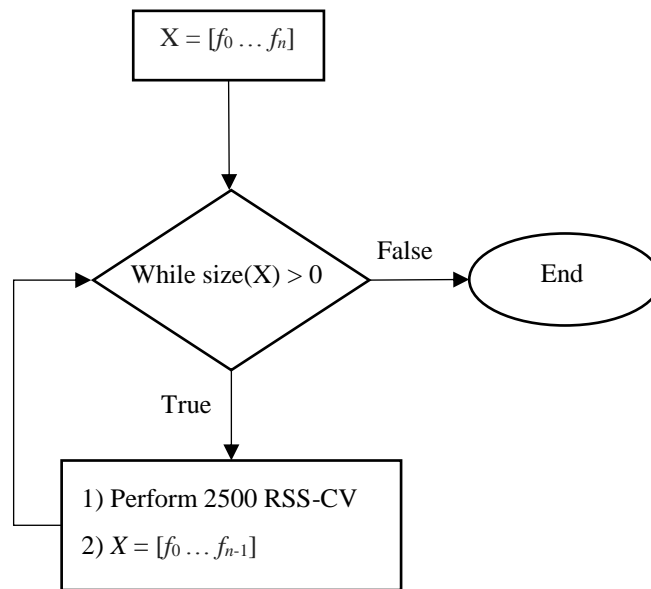 X = [f₀ … fₙ]
While size(X) > 0
False
End
True
1) Perform 2500 RSS-CV
2) X = [f₀ … fₙ₋₁]